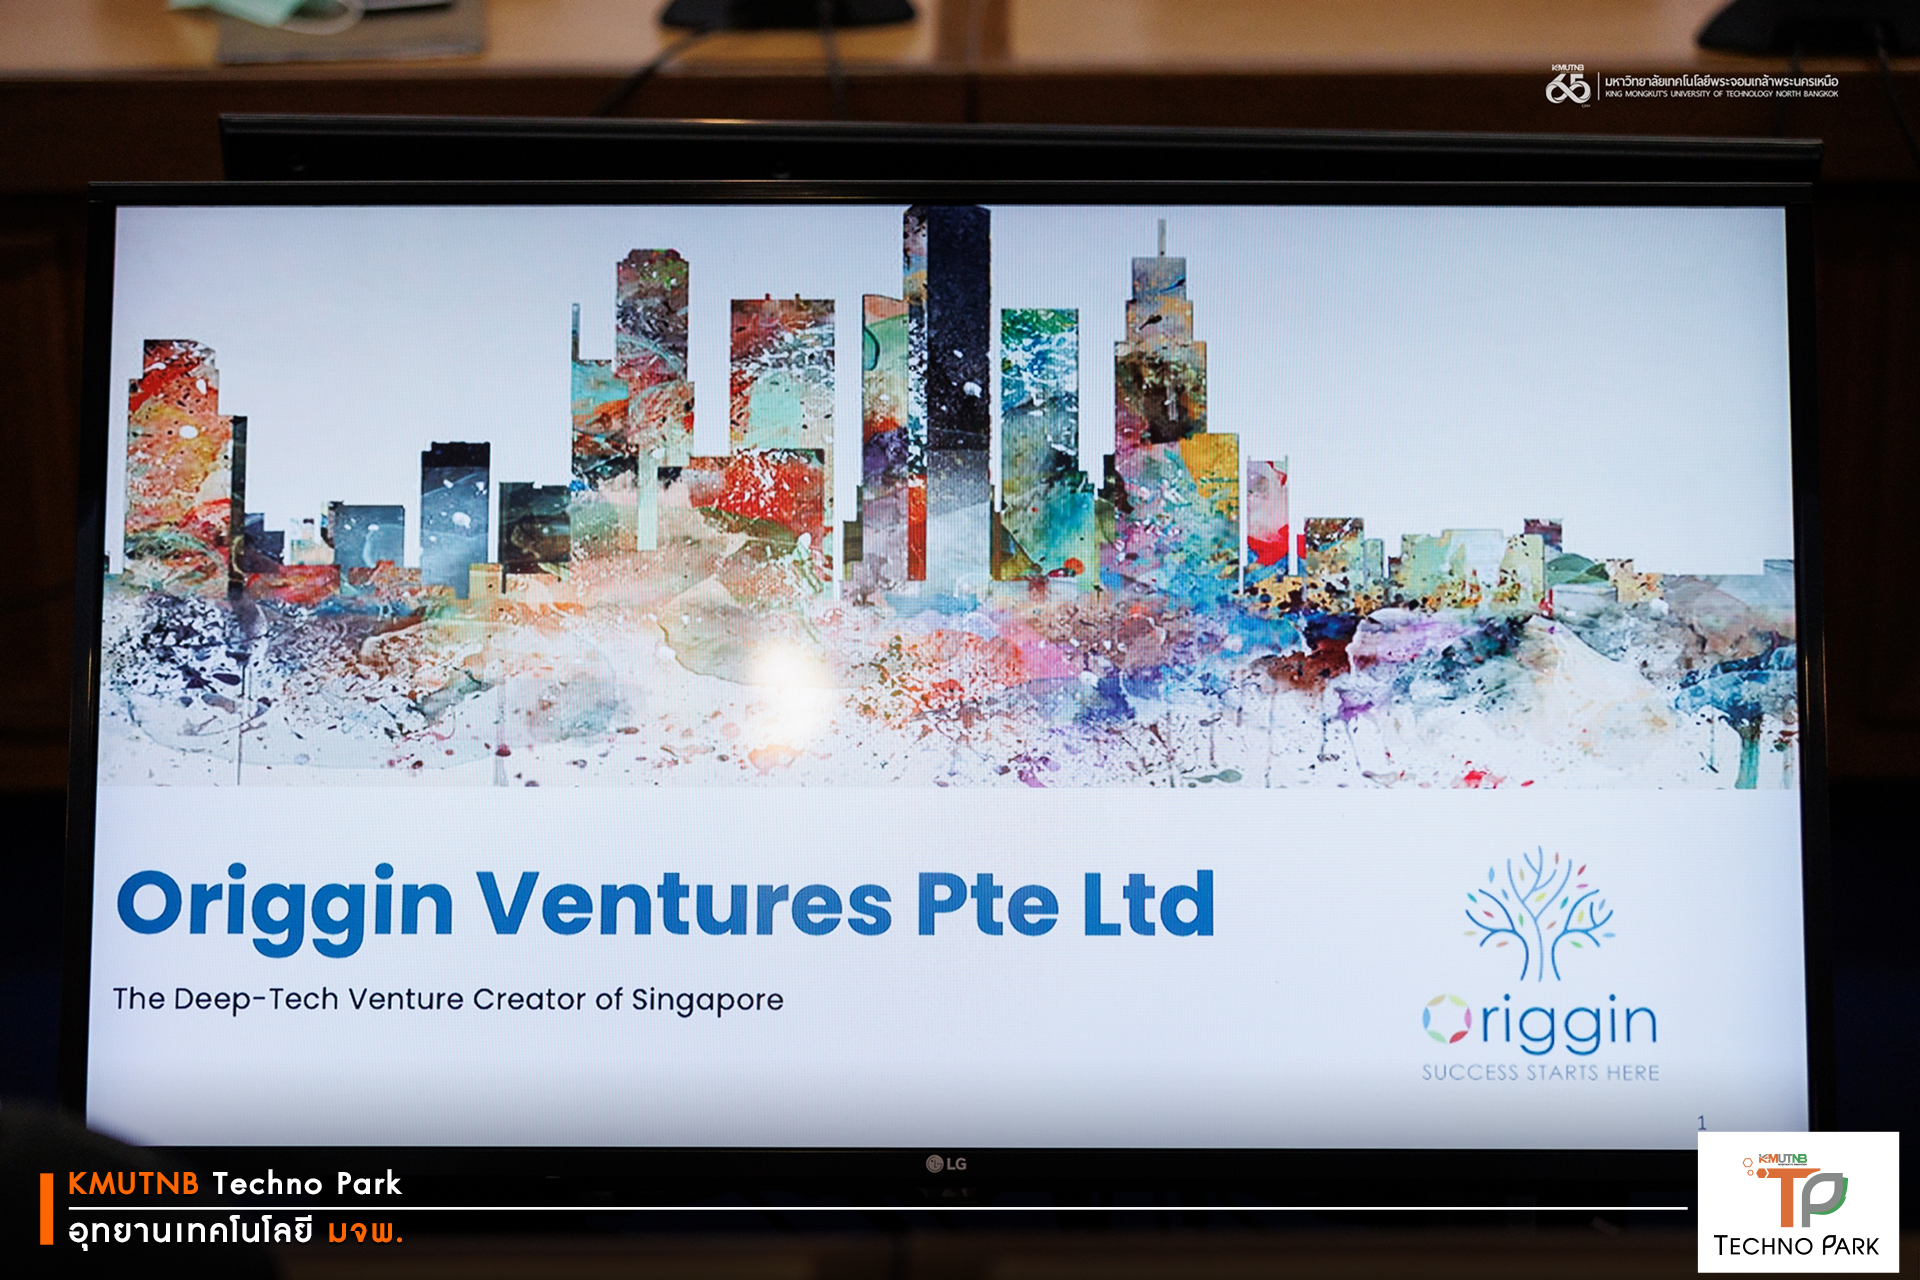 KMUTNB
65
มหาวิทยาลัยเทคโนโลยีพระจอมเกล้าพระนครเหนือ
KING MONGKUT'S UNIVERSITY OF TECHNOLOGY NORTH BANGKOK
Origgin Ventures Pte Ltd
The Deep-Tech Venture Creator of Singapore
Origgin
SUCCESS STARTS HERE
1
LG
KMUTNB Techno Park
อุทยานเทคโนโลยี มจพ.
KMUTNB
TP
TECHNO PARK